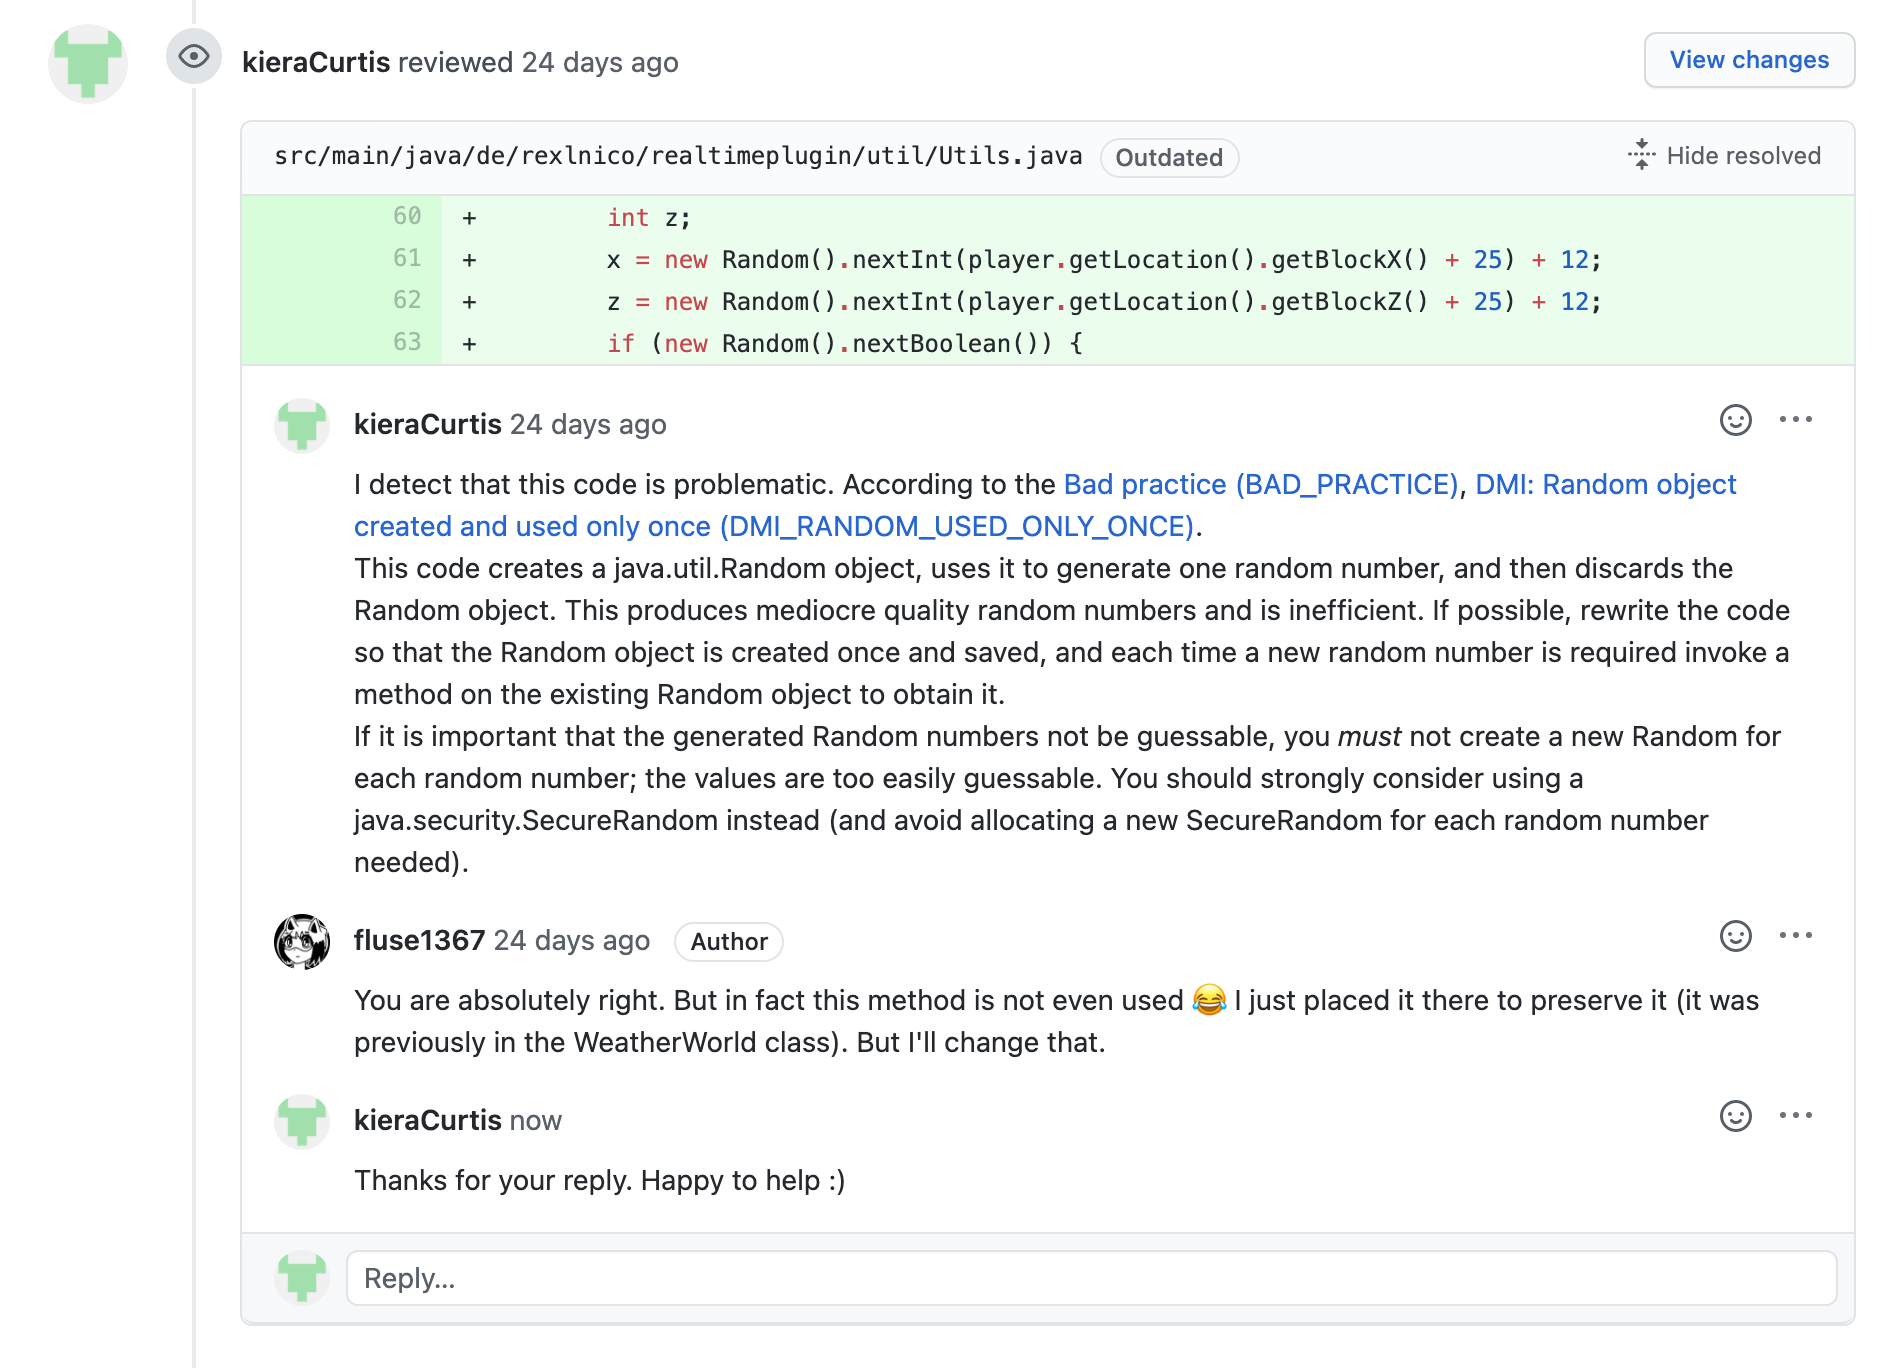 kieraCurtis reviewed 24 days ago
View changes
src/main/java/de/rexlnico/realtimeplugin/util/Utils.java Outdated
Hide resolved
60 + int z;
61 + x = new Random().nextInt(player.getLocation().getBlockX() + 25) + 12;
62 + z = new Random().nextInt(player.getLocation().getBlockZ() + 25) + 12;
63 + if (new Random().nextBoolean()) {
kieraCurtis 24 days ago
I detect that this code is problematic. According to the Bad practice (BAD_PRACTICE), DMI: Random object
created and used only once (DMI_RANDOM_USED_ONLY_ONCE).
This code creates a java.util.Random object, uses it to generate one random number, and then discards the
Random object. This produces mediocre quality random numbers and is inefficient. If possible, rewrite the code
so that the Random object is created once and saved, and each time a new random number is required invoke a
method on the existing Random object to obtain it.
If it is important that the generated Random numbers not be guessable, you must not create a new Random for
each random number; the values are too easily guessable. You should strongly consider using a
java.security.SecureRandom instead (and avoid allocating a new SecureRandom for each random number
needed).
fluse1367 24 days ago Author
You are absolutely right. But in fact this method is not even used 😂 I just placed it there to preserve it (it was
previously in the WeatherWorld class). But I'll change that.
kieraCurtis now
Thanks for your reply. Happy to help :)
Reply...